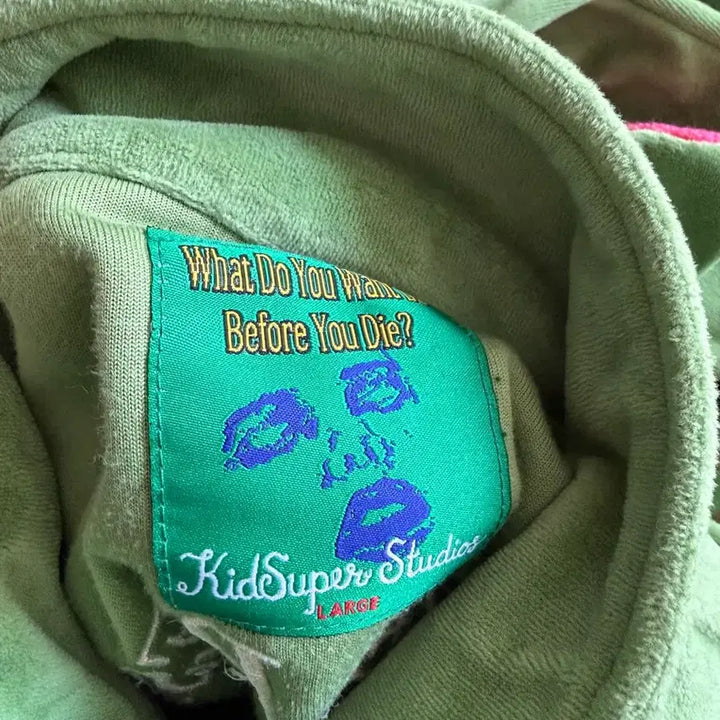 What Do You Want
Before You Die?
KidSuper Studios
LARGE